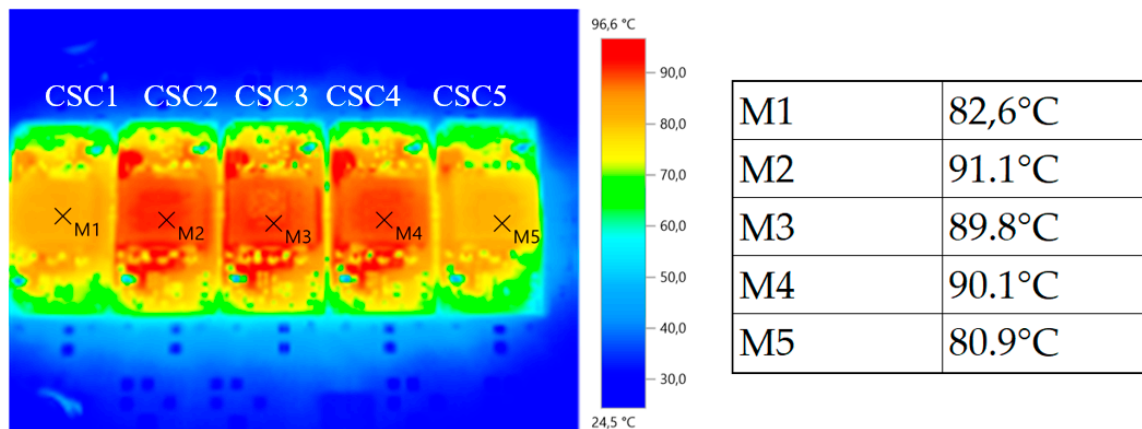 96,6 °C
CSC1 CSC2 CSC3 CSC4 CSC5
M1 M2 M3 M4 M5
90,0
80,0
70,0
60,0
50,0
40,0
30,0
24,5 °C
M1 82,6°C
M2 91.1°C
M3 89.8°C
M4 90.1°C
M5 80.9°C